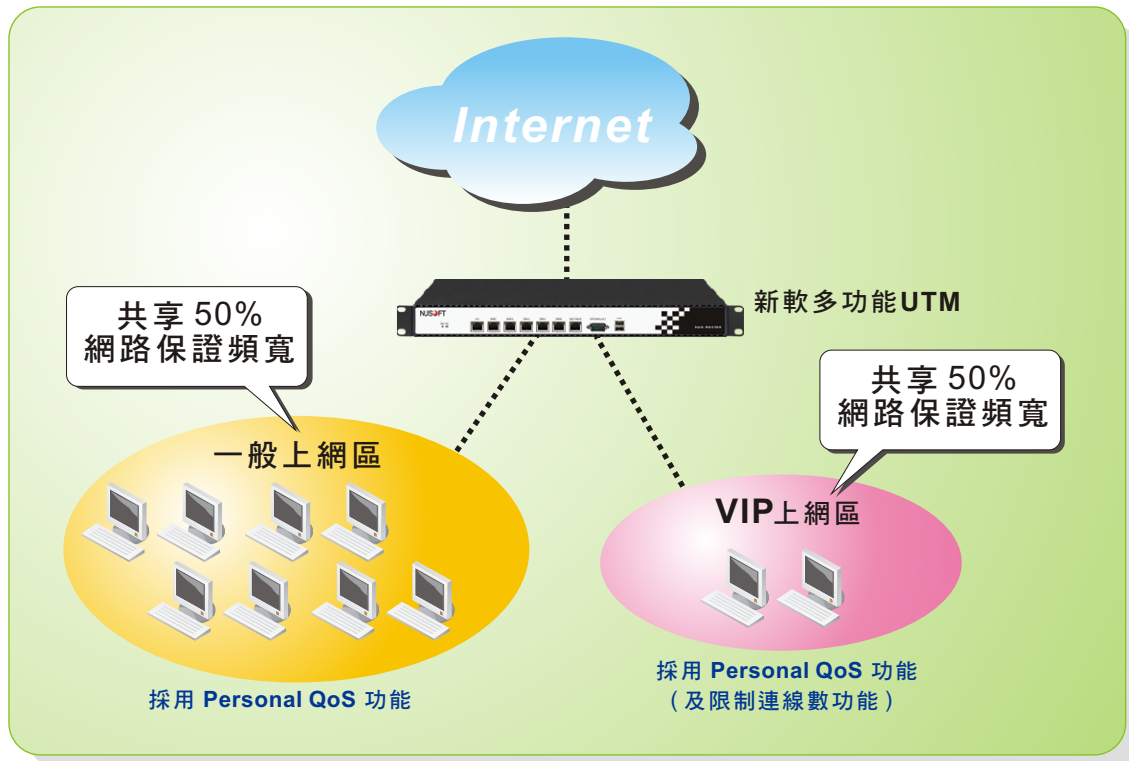 Internet
NUSOFT
新軟多功能UTM
共享 50%
網路保證頻寬
共享 50%
網路保證頻寬
一般上網區
VIP上網區
採用 Personal QoS 功能
採用 Personal QoS 功能
(及限制連線數功能)